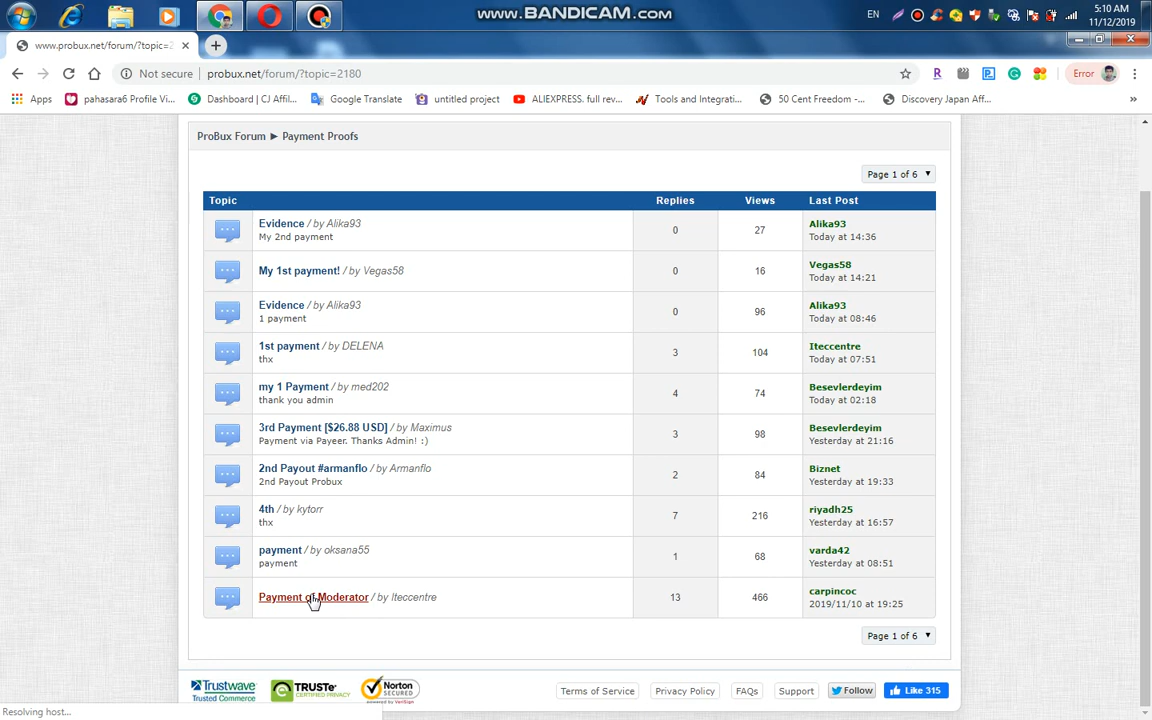 www.BANDICAM.com
EN
5:10 AM
11/12/2019
www.probux.net/forum/?topic=2
Not secure
probux.net/forum/?topic=2180
Error
Apps
pahasara6 Profile Vi...
Dashboard | CJ Affil...
Google Translate
untitled project
ALIEXPRESS. full rev...
Tools and Integrati...
50 Cent Freedom -...
Discovery Japan Aff...
»
ProBux Forum ► Payment Proofs
Page 1 of 6
Topic Replies Views Last Post
Evidence / by Alika93
My 2nd payment
0 27
Alika93
Today at 14:36
My 1st payment! / by Vegas58
0 16
Vegas58
Today at 14:21
Evidence / by Alika93
1 payment
0 96
Alika93
Today at 08:46
1st payment / by DELENA
thx
3 104
Iteccentre
Today at 07:51
my 1 Payment / by med202
thank you admin
4 74
Besevlerdeyim
Today at 02:18
3rd Payment [$26.88 USD] / by Maximus
Payment via Payeer. Thanks Admin! :)
3 98
Besevlerdeyim
Yesterday at 21:16
2nd Payout #armanflo / by Armanflo
2nd Payout Probux
2 84
Biznet
Yesterday at 19:33
4th / by kytorr
thx
7 216
riyadh25
Yesterday at 16:57
payment / by oksana55
payment
1 68
varda42
Yesterday at 08:51
Payment of Moderator / by Iteccentre
13 466
carpincoc
2019/11/10 at 19:25
Page 1 of 6
Trustwave
Trusted Commerce
TRUSTe
CERTIFIED PRIVACY
Norton
SECURED
powered by VeriSign
Terms of Service
Privacy Policy
FAQs
Support
Follow
Like 315
Resolving host...